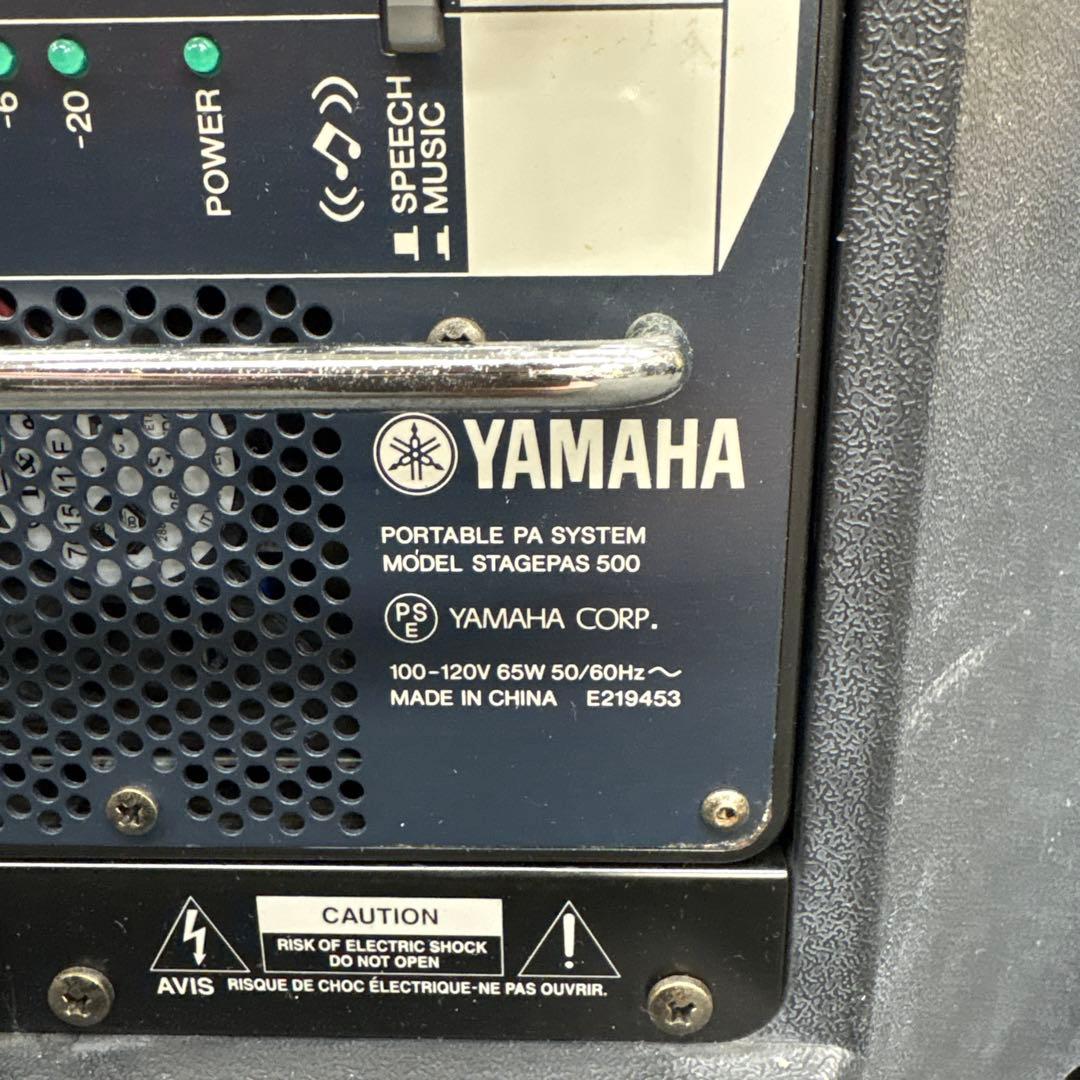 -6
-20
POWER
SPEECH
MUSIC
YAMAHA
PORTABLE PA SYSTEM
MODEL STAGEPAS 500
PSE YAMAHA CORP.
100-120V 65W 50/60Hz～
MADE IN CHINA E219453
CAUTION
RISK OF ELECTRIC SHOCK
DO NOT OPEN
AVIS RISQUE DE CHOC ÉLECTRIQUE-NE PAS OUVRIR.